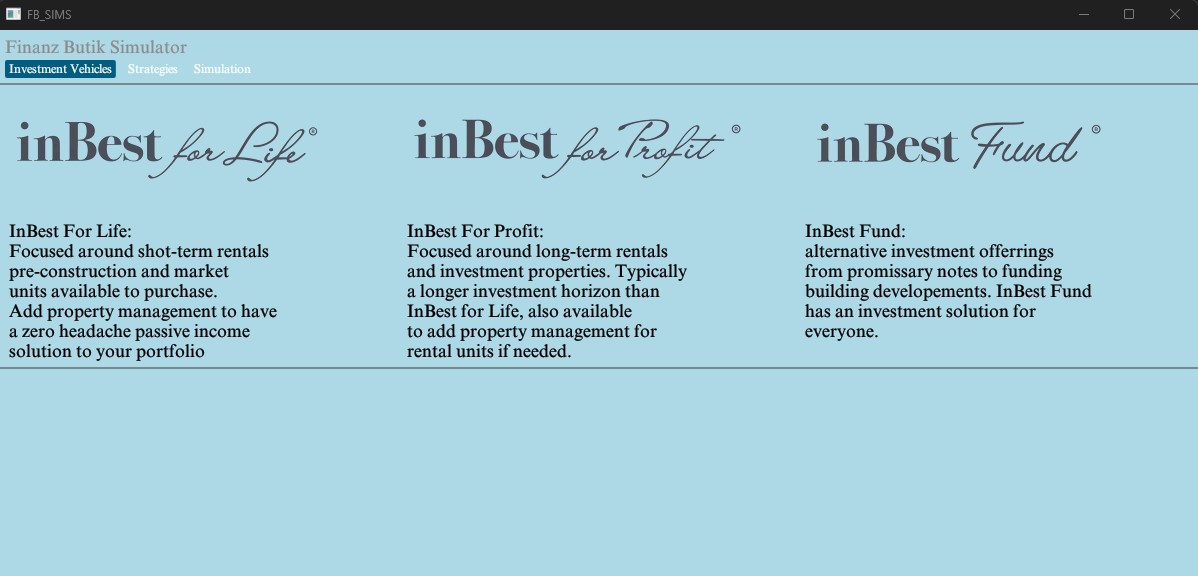 FB_SIMS
Finanz Butik Simulator
Investment Vehicles Strategies Simulation
inBest for Life ®
inBest for Profit ®
inBest Fund ®
InBest For Life:
Focused around shot-term rentals
pre-construction and market
units available to purchase.
Add property management to have
a zero headache passive income
solution to your portfolio
InBest For Profit:
Focused around long-term rentals
and investment properties. Typically
a longer investment horizon than
InBest for Life, also available
to add property management for
rental units if needed.
InBest Fund:
alternative investment offerrings
from promissary notes to funding
building developements. InBest Fund
has an investment solution for
everyone.